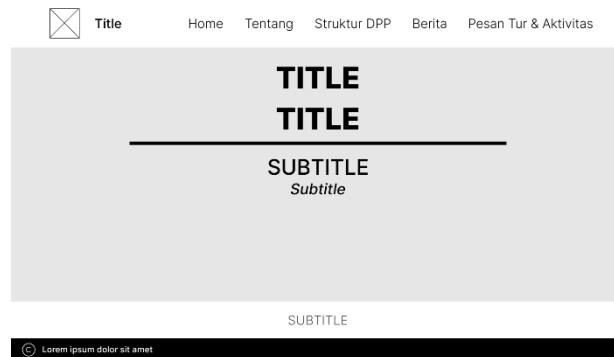 Title Home Tentang Struktur DPP Berita Pesan Tur & Aktivitas
TITLE
TITLE
SUBTITLE
Subtitle
SUBTITLE
© Lorem ipsum dolor sit amet